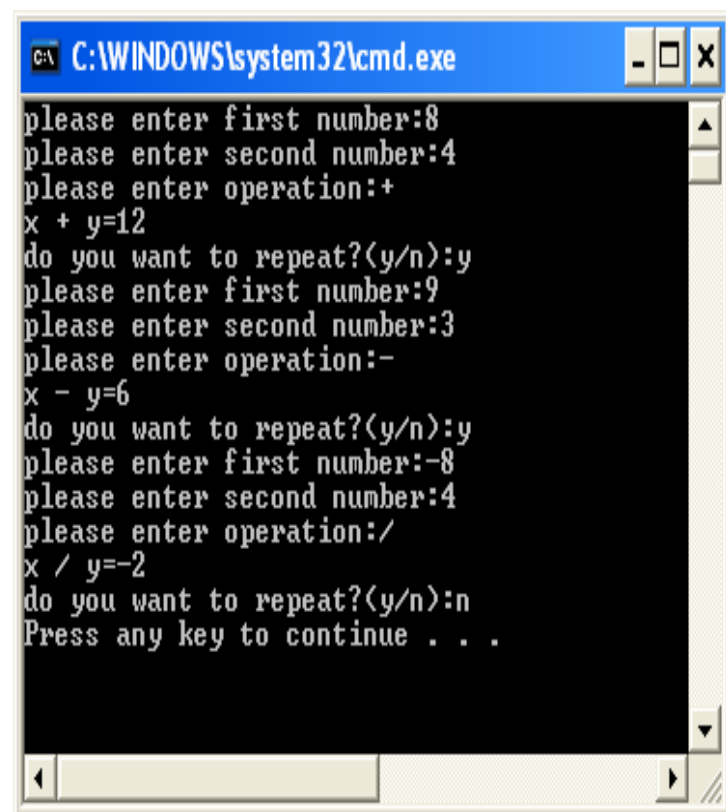 C:\WINDOWS\system32\cmd.exe
please enter first number:8
please enter second number:4
please enter operation:+
x + y=12
do you want to repeat?(y/n):y
please enter first number:9
please enter second number:3
please enter operation:-
x - y=6
do you want to repeat?(y/n):y
please enter first number:-8
please enter second number:4
please enter operation:/
x / y=-2
do you want to repeat?(y/n):n
Press any key to continue . . .